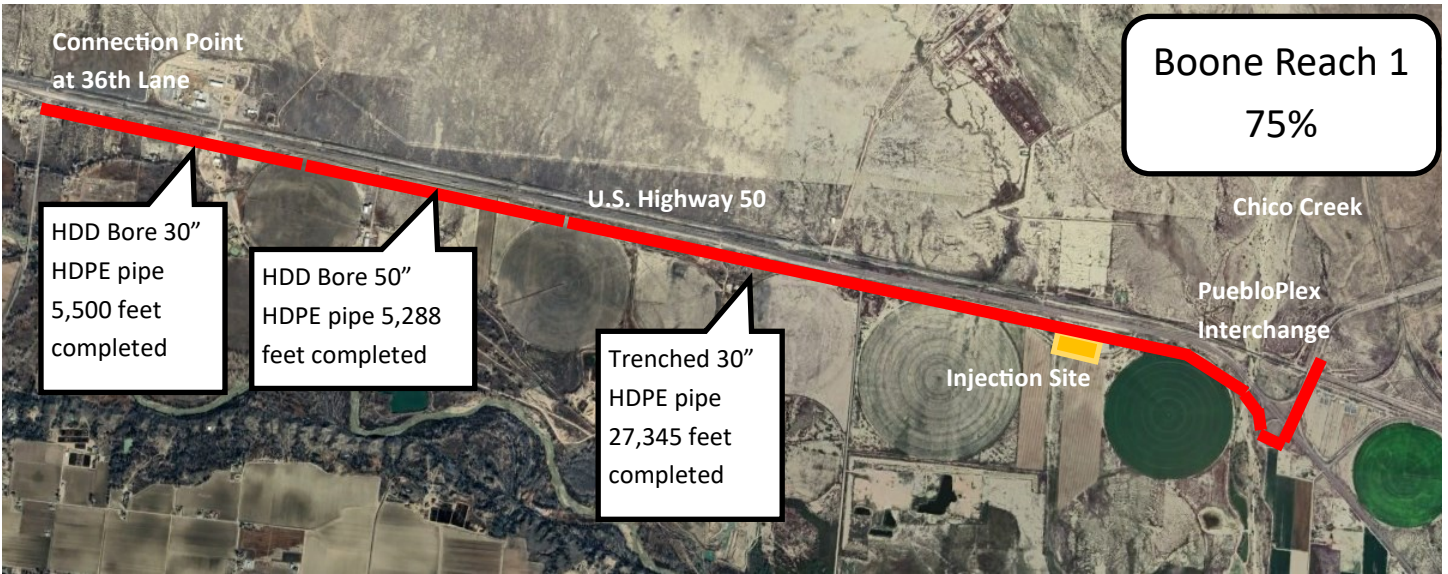 Connection Point
at 36th Lane
Boone Reach 1
75%
U.S. Highway 50
Chico Creek
HDD Bore 30”
HDPE pipe
5,500 feet
completed
HDD Bore 50”
HDPE pipe 5,288
feet completed
Trenched 30”
HDPE pipe
27,345 feet
completed
PuebloPlex
Interchange
Injection Site